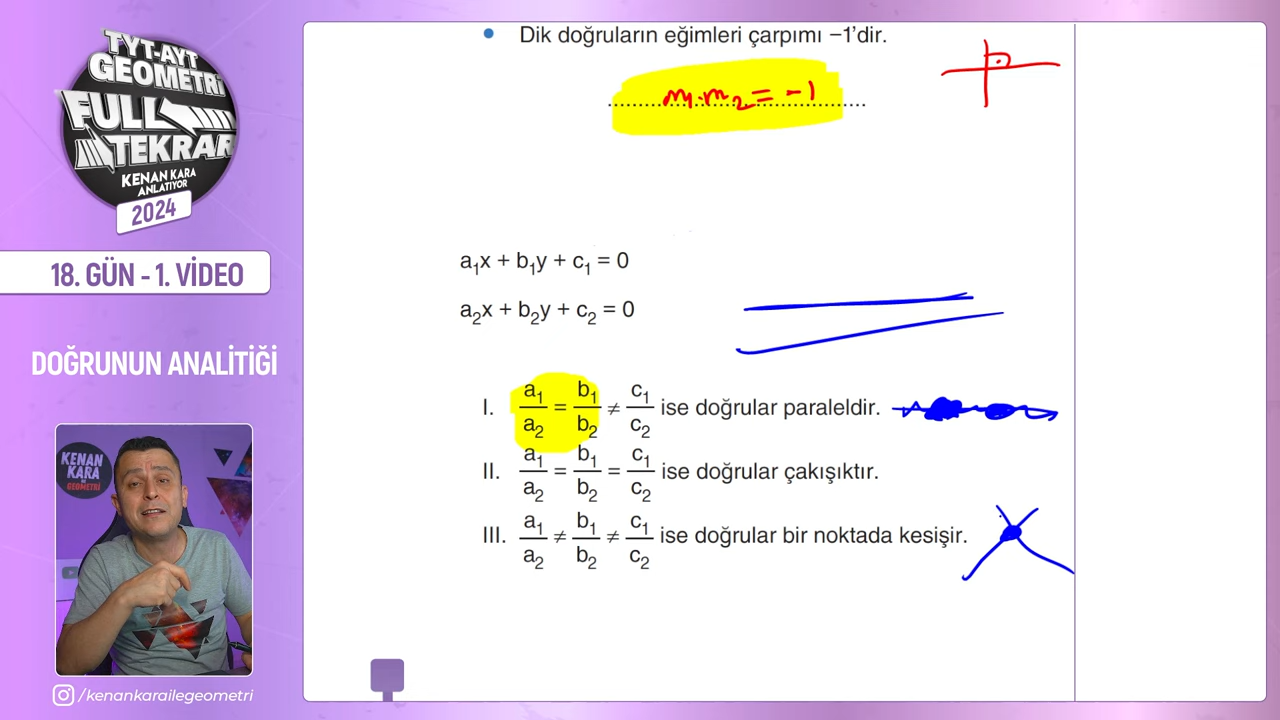 TYT-AYT
GEOMETRİ
FULL
TEKRAR
KENAN KARA
ANLATIYOR
2024
18. GÜN - 1. VİDEO
DOĞRUNUN ANALİTİĞİ
KENAN
KARA
GEOMETRİ
/kenankarailegeometri
• Dik doğruların eğimleri çarpımı −1’dir.
m₁.m₂ = -1
a₁x + b₁y + c₁ = 0
a₂x + b₂y + c₂ = 0
I. a₁/a₂ = b₁/b₂ ≠ c₁/c₂ ise doğrular paraleldir.
II. a₁/a₂ = b₁/b₂ = c₁/c₂ ise doğrular çakışıktır.
III. a₁/a₂ ≠ b₁/b₂ ≠ c₁/c₂ ise doğrular bir noktada kesişir.